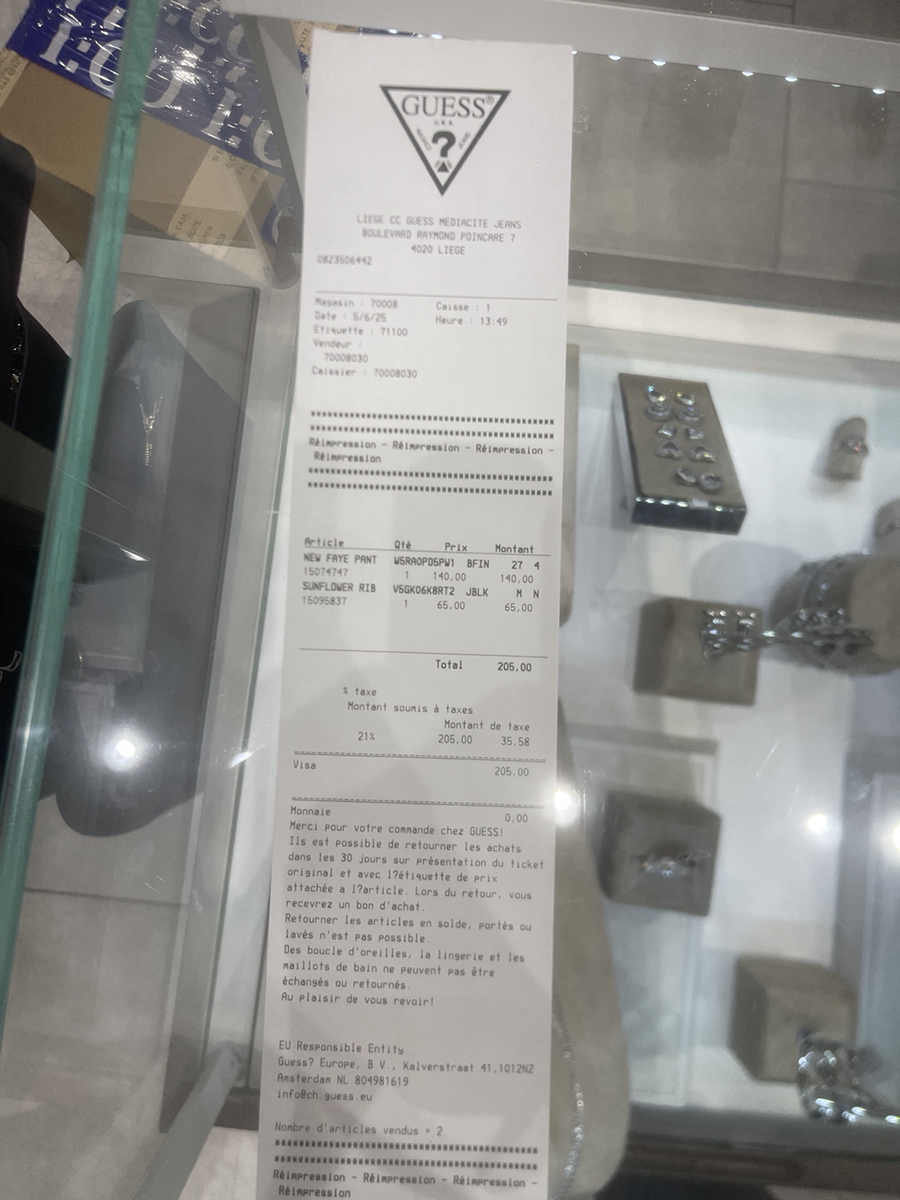 GUESS®
U.S.A.
?
LIEGE CC GUESS MEDIACITE JEANS
BOULEVARD RAYMOND POINCARE 7
4020 LIEGE
0823506442
Magasin : 70008 Caisse : 1
Date : 5/6/25 Heure : 13:49
Etiquette : 71100
Vendeur :
70008030
Caissier : 70008030
Réimpression - Réimpression - Réimpression -
Réimpression
Article Qté Prix Montant
NEW FAYE PANT W5RA0PD5PW1 BFIN 27 4
15074747 1 140,00 140,00
SUNFLOWER RIB V5GK06K8RT2 JBLK M N
15095837 1 65,00 65,00
Total 205,00
% taxe
Montant soumis à taxes
Montant de taxe
21% 205,00 35,58
Visa 205,00
Monnaie 0,00
Merci pour votre commande chez GUESS!
Ils est possible de retourner les achats
dans les 30 jours sur présentation du ticket
original et avec l?étiquette de prix
attachée a l?article. Lors du retour, vous
recevrez un bon d'achat.
Retourner les articles en solde, portés ou
lavés n'est pas possible.
Des boucle d'oreilles, la lingerie et les
maillots de bain ne peuvent pas être
échangés ou retournés.
Au plaisir de vous revoir!
EU Responsible Entity
Guess? Europe, B.V., Kalverstraat 41,1012NZ
Amsterdam NL 804981619
info@ch.guess.eu
Nombre d'articles vendus = 2
Réimpression - Réimpression - Réimpression -
Réimpression